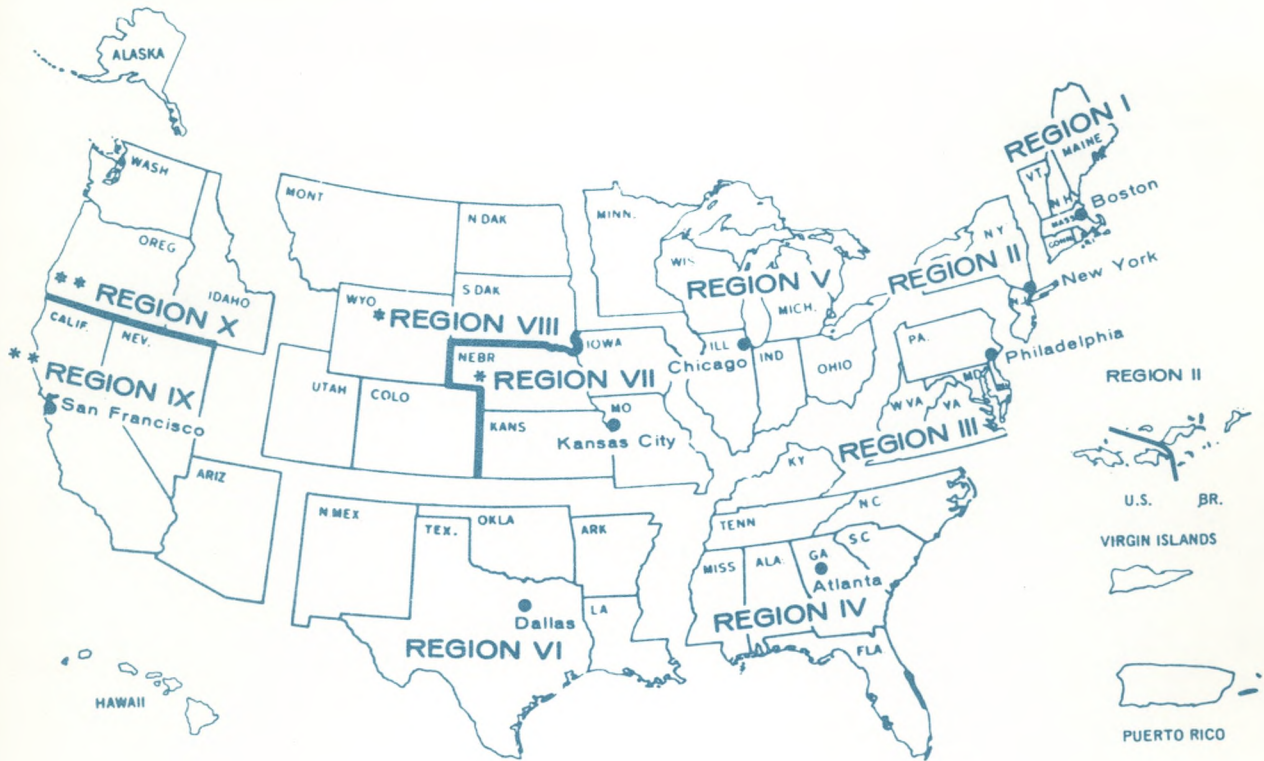 ALASKA
REGION I
MAINE
WASH
VT.
MONT
N H
Boston
N DAK
MINN.
MASS
OREG
NY
CONN
WIS
REGION II
New York
** REGION X
IDAHO
WYO
S DAK
REGION V
N.J.
MICH.
*REGION VIII
CALIF.
NEV.
IOWA
ILL
PA.
Philadelphia
** REGION IX
NEBR
Chicago
IND
OHIO
MD
REGION II
* REGION VII
UTAH
COLO
W VA
VA
San Francisco
MO
KANS
Kansas City
REGION III
KY
ARIZ
U.S. BR.
N MEX
TEX.
OKLA
ARK
TENN
N C
VIRGIN ISLANDS
S C
MISS
ALA.
GA
Atlanta
LA
Dallas
REGION IV
REGION VI
FLA
HAWAII
PUERTO RICO